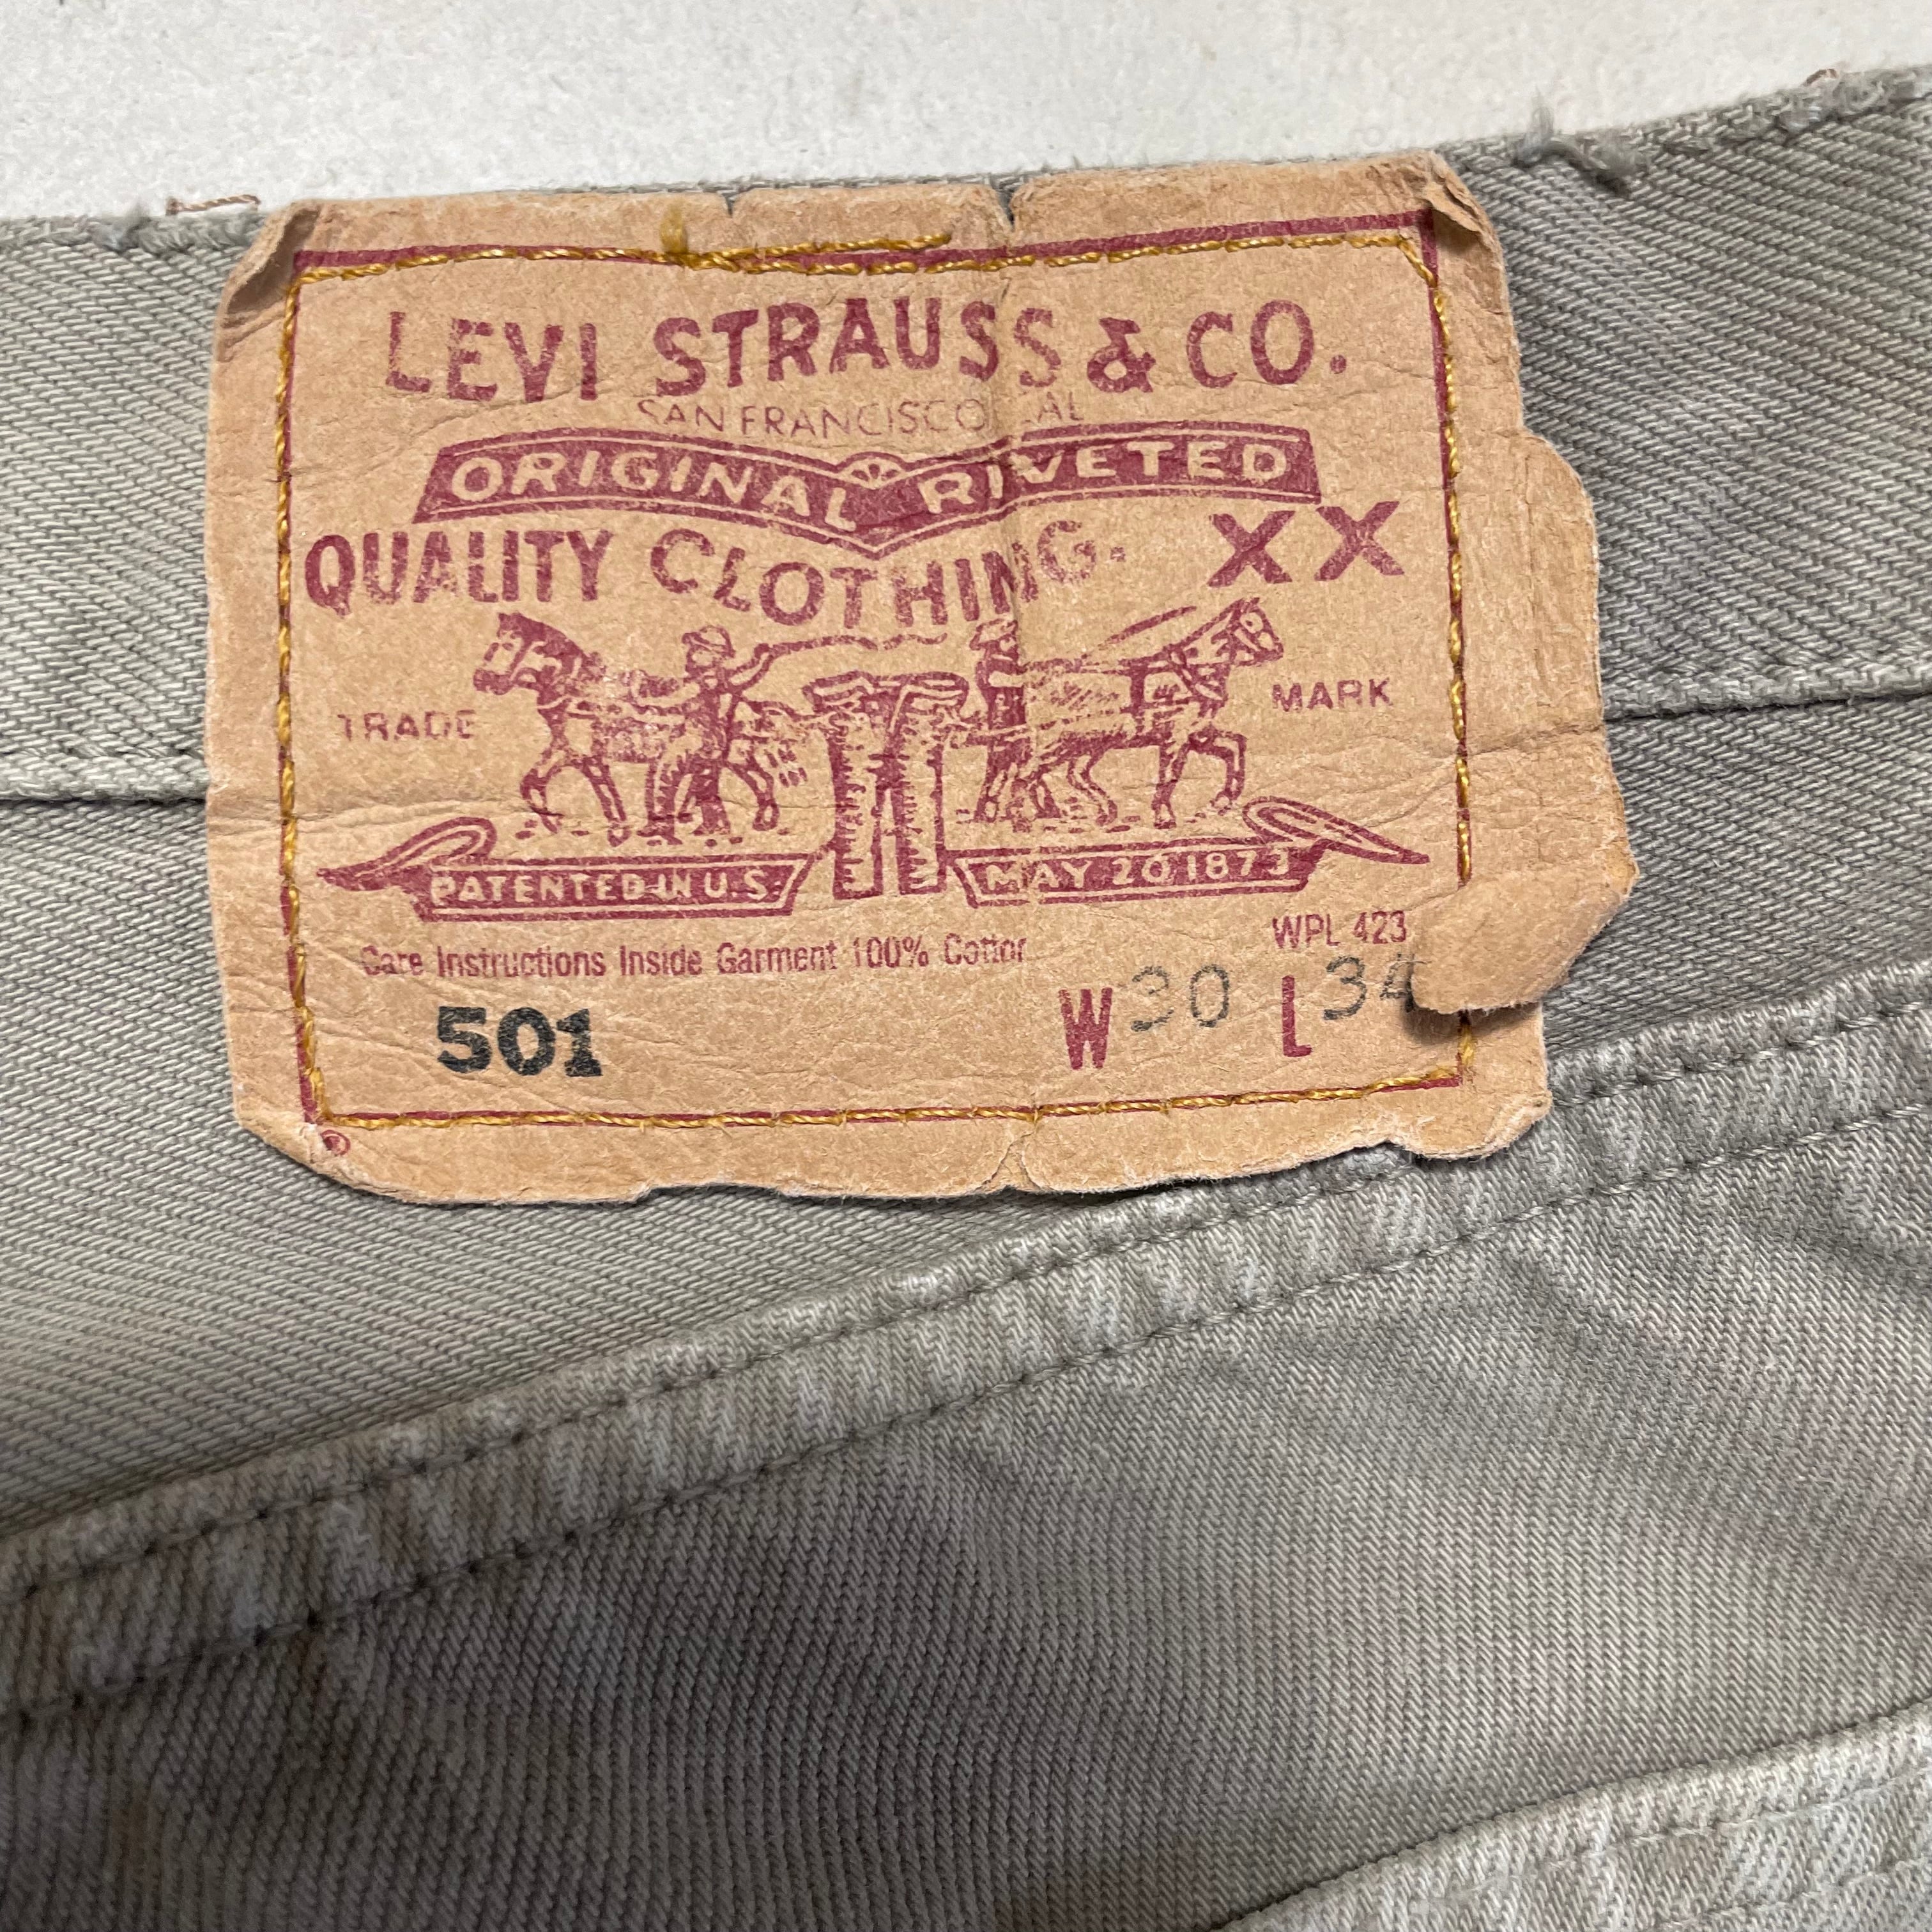 LEVI STRAUSS & CO.
SAN FRANCISCO CAL
ORIGINAL RIVETED
QUALITY CLOTHING. XX
TRADE MARK
PATENTED IN U.S. MAY 20 1873
WPL 423
Care Instructions Inside Garment 100% Cotton
501 W 30 L 34
®